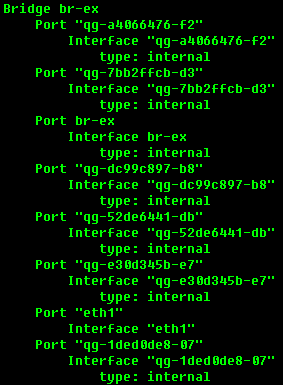 Bridge br-ex
Port "qg-a4066476-f2"
Interface "qg-a4066476-f2"
type: internal
Port "qg-7bb2ffcb-d3"
Interface "qg-7bb2ffcb-d3"
type: internal
Port br-ex
Interface br-ex
type: internal
Port "qg-dc99c897-b8"
Interface "qg-dc99c897-b8"
type: internal
Port "qg-52de6441-db"
Interface "qg-52de6441-db"
type: internal
Port "qg-e30d345b-e7"
Interface "qg-e30d345b-e7"
type: internal
Port "eth1"
Interface "eth1"
Port "qg-1ded0de8-07"
Interface "qg-1ded0de8-07"
type: internal